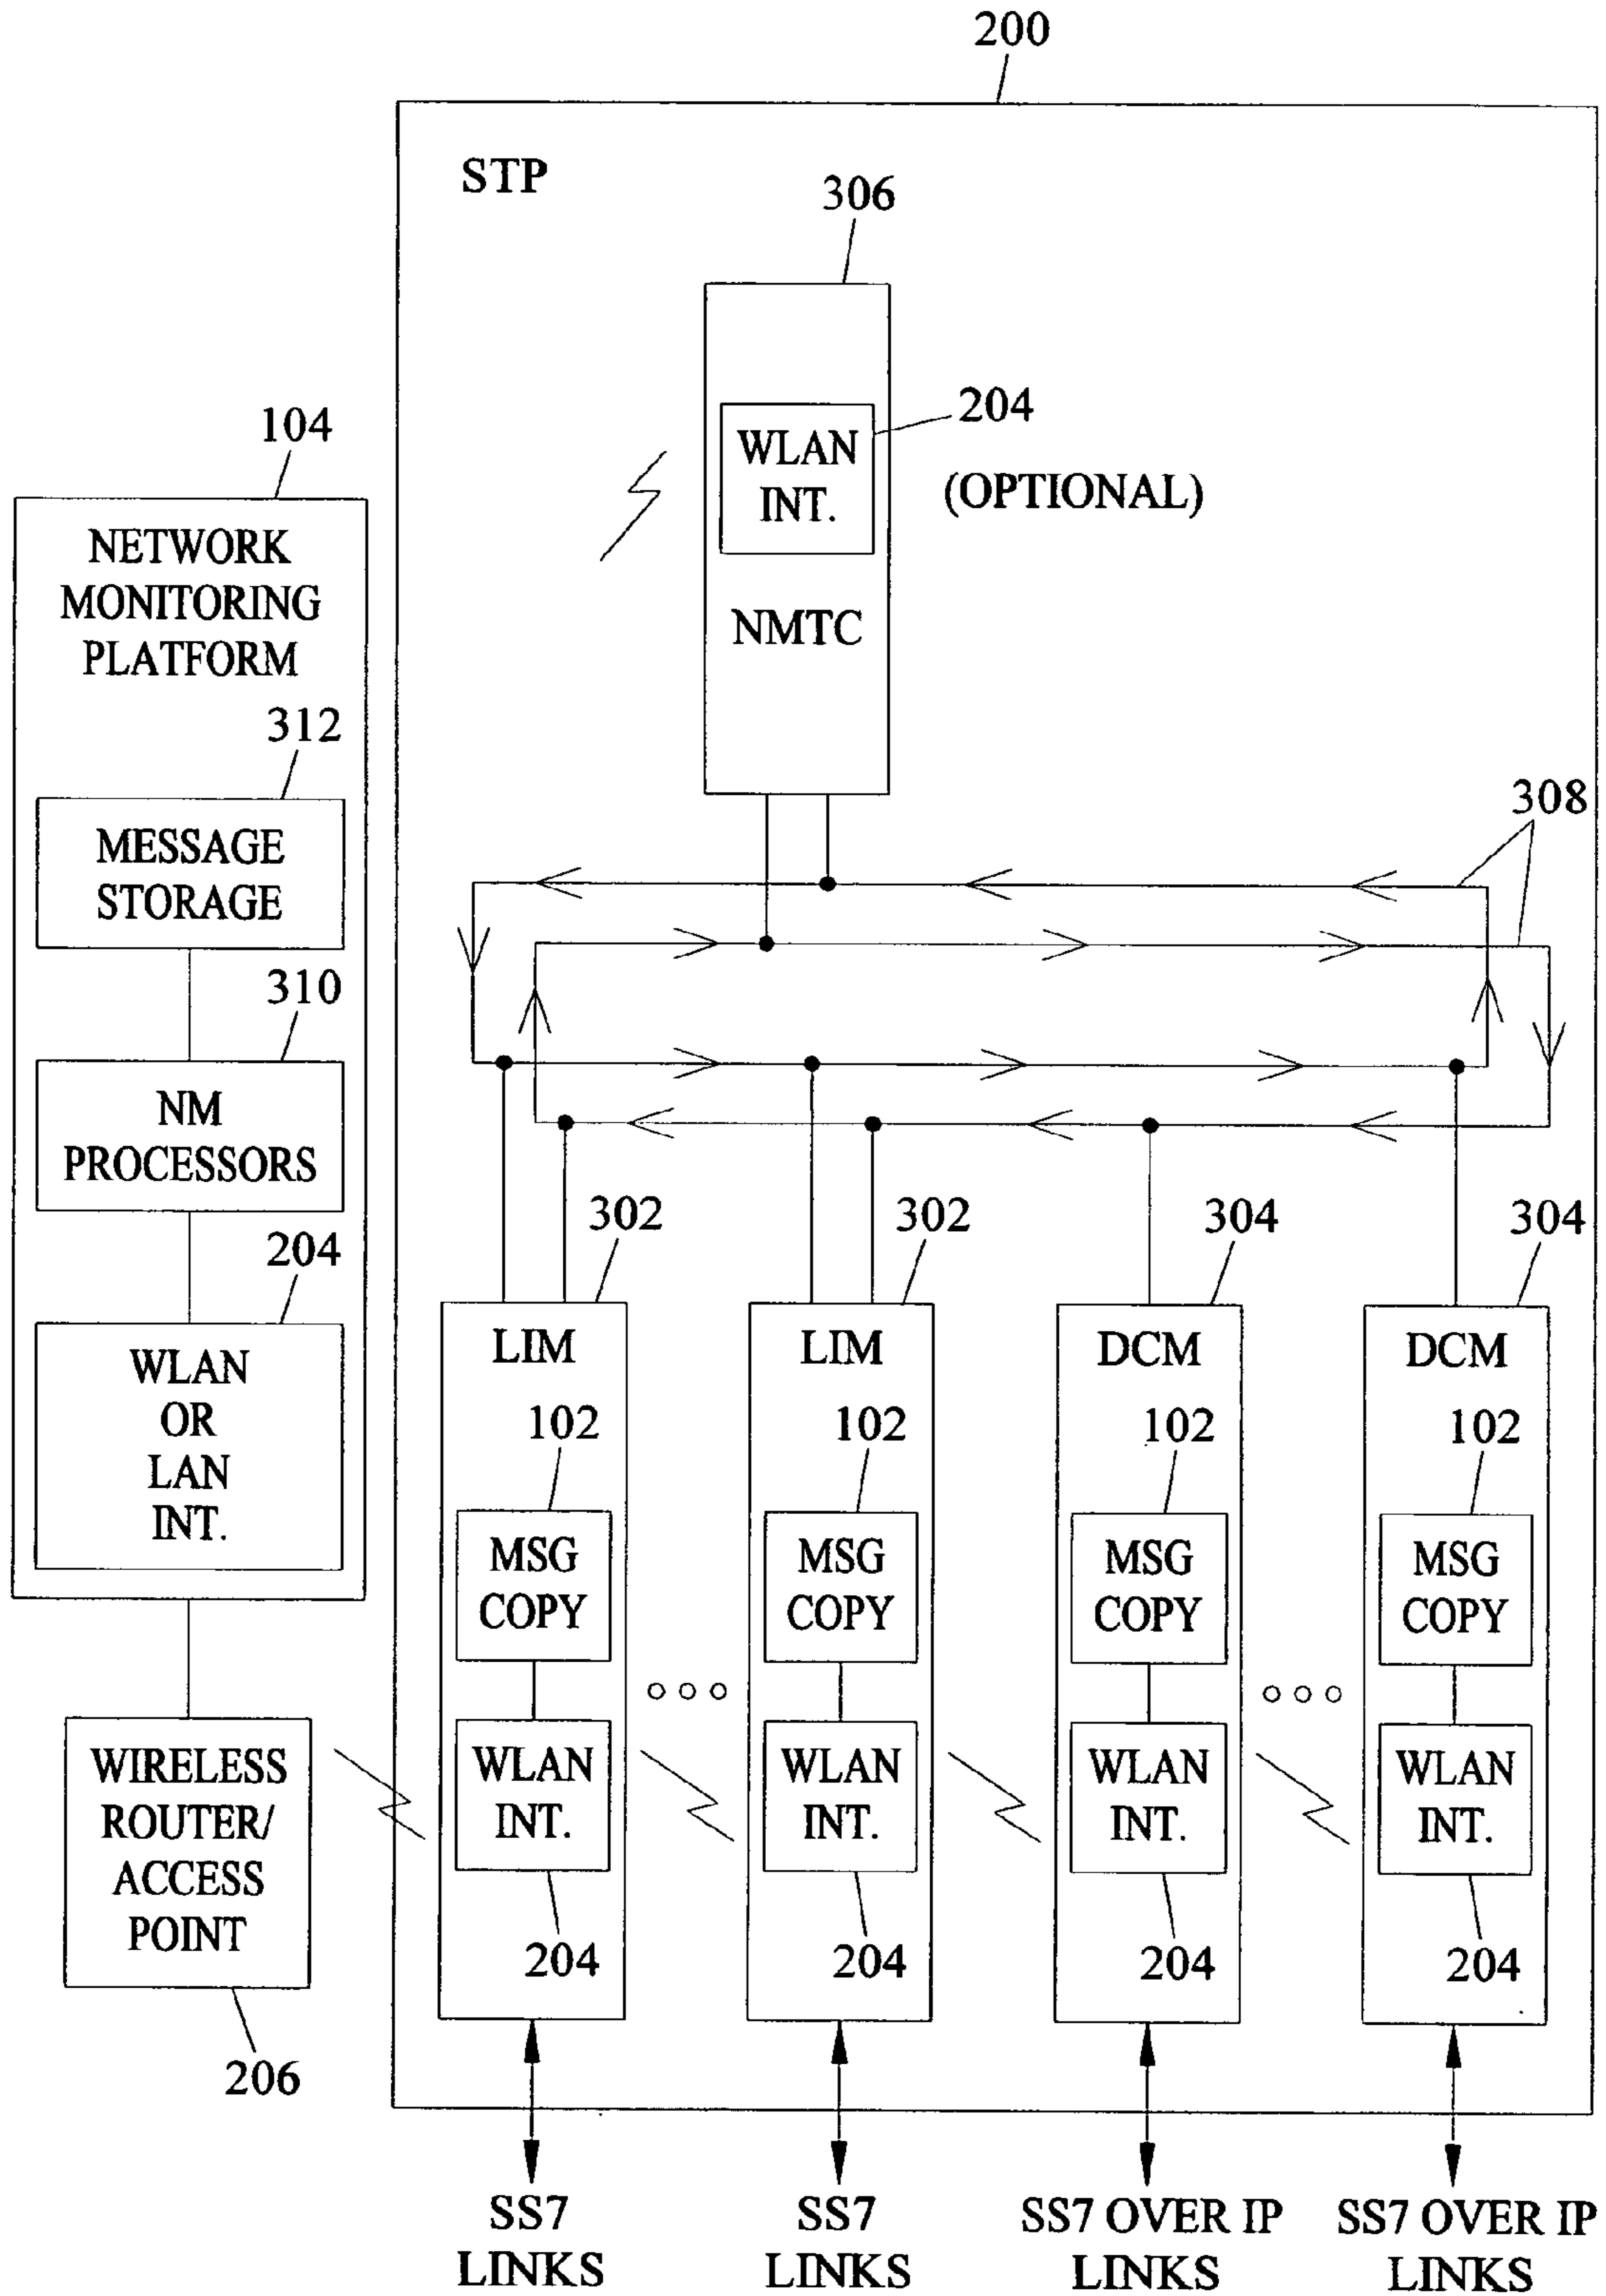 200
STP
306
204
WLAN
INT.
(OPTIONAL)
NMTC
104
NETWORK
MONITORING
PLATFORM
312
MESSAGE
STORAGE
310
NM
PROCESSORS
204
WLAN
OR
LAN
INT.
WIRELESS
ROUTER/
ACCESS
POINT
206
308
302
302
304
304
LIM
LIM
DCM
DCM
102
102
102
102
MSG
COPY
MSG
COPY
MSG
COPY
MSG
COPY
WLAN
INT.
WLAN
INT.
WLAN
INT.
WLAN
INT.
204
204
204
204
SS7
LINKS
SS7
LINKS
SS7 OVER IP
LINKS
SS7 OVER IP
LINKS